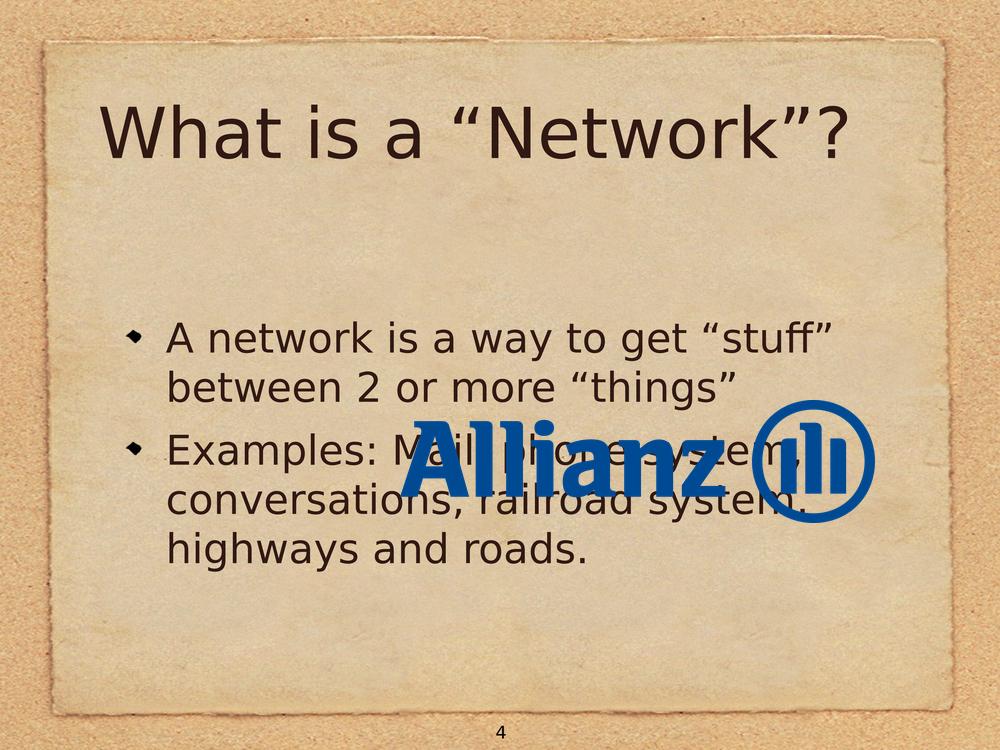 What is a “Network”?
A network is a way to get “stuff”
between 2 or more “things”
Examples: Mail, phone system,
conversations, railroad system,
highways and roads.
Allianz
4